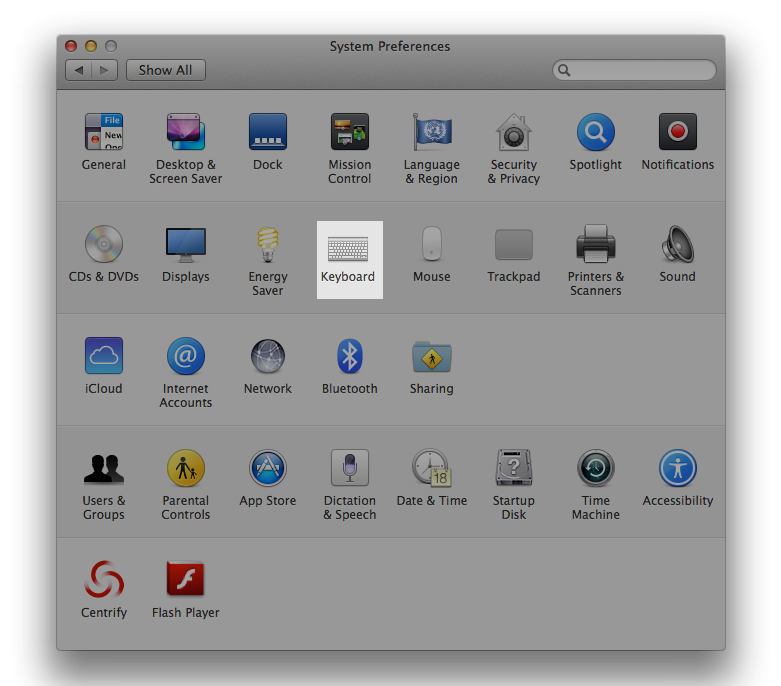 System Preferences
Show All
File
New
Ope
General
Desktop &
Screen Saver
Dock
Mission
Control
Language
& Region
Security
& Privacy
Spotlight
Notifications
CDs & DVDs
Displays
Energy
Saver
Keyboard
Mouse
Trackpad
Printers &
Scanners
Sound
iCloud
@
Internet
Accounts
Network
Bluetooth
Sharing
Users &
Groups
Parental
Controls
App Store
Dictation
& Speech
18
Date & Time
?
Startup
Disk
Time
Machine
Accessibility
Centrify
Flash Player